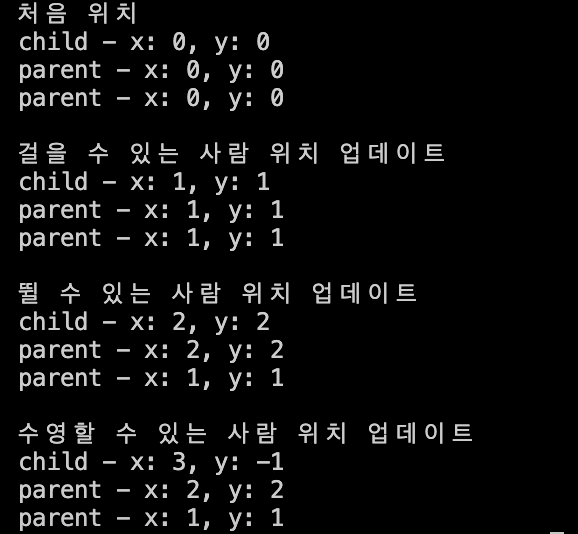 처음 위치
child – x: 0, y: 0
parent – x: 0, y: 0
parent – x: 0, y: 0

걸을 수 있는 사람 위치 업데이트
child – x: 1, y: 1
parent – x: 1, y: 1
parent – x: 1, y: 1

뛸 수 있는 사람 위치 업데이트
child – x: 2, y: 2
parent – x: 2, y: 2
parent – x: 1, y: 1

수영할 수 있는 사람 위치 업데이트
child – x: 3, y: -1
parent – x: 2, y: 2
parent – x: 1, y: 1